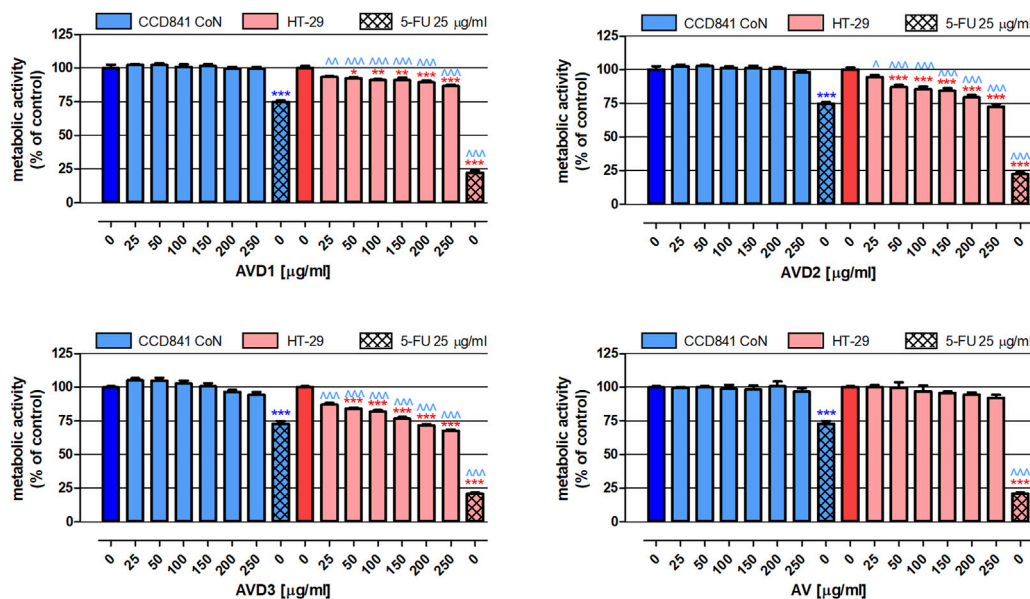 CCD841 CoN HT-29 5-FU 25 µg/ml
metabolic activity
(% of control)
125
100
75
50
25
0
^^ ^^^ ^^^ ^^^ ^^^ ^^^
* ** ** *** ***
***
^^^
***
0 25 50 100 150 200 250 0 0 25 50 100 150 200 250 0
AVD1 [µg/ml]
CCD841 CoN HT-29 5-FU 25 µg/ml
metabolic activity
(% of control)
125
100
75
50
25
0
^ ^^^ ^^^ ^^^ ^^^ ^^^
*** *** *** *** ***
***
^^^
***
0 25 50 100 150 200 250 0 0 25 50 100 150 200 250 0
AVD2 [µg/ml]
CCD841 CoN HT-29 5-FU 25 µg/ml
metabolic activity
(% of control)
125
100
75
50
25
0
^^^ ^^^ ^^^ ^^^ ^^^ ^^^
*** *** *** *** ***
***
^^^
***
0 25 50 100 150 200 250 0 0 25 50 100 150 200 250 0
AVD3 [µg/ml]
CCD841 CoN HT-29 5-FU 25 µg/ml
metabolic activity
(% of control)
125
100
75
50
25
0
***
^^^
***
0 25 50 100 150 200 250 0 0 25 50 100 150 200 250 0
AV [µg/ml]